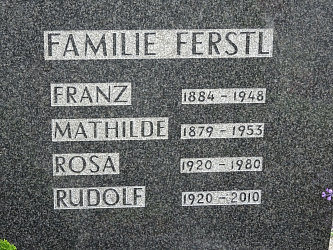 FAMILIE FERSTL
FRANZ 1884 - 1948
MATHILDE 1879 - 1953
ROSA 1920 - 1980
RUDOLF 1920 - 2010